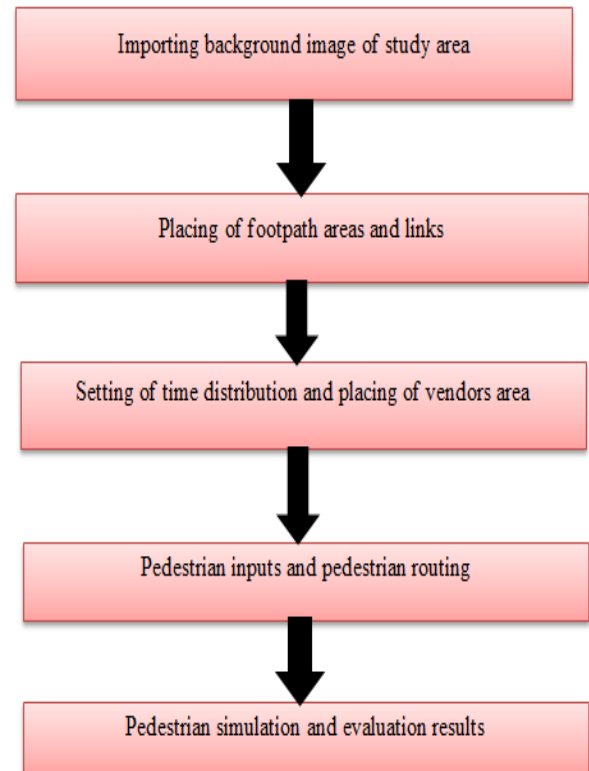 Importing background image of study area
Placing of footpath areas and links
Setting of time distribution and placing of vendors area
Pedestrian inputs and pedestrian routing
Pedestrian simulation and evaluation results